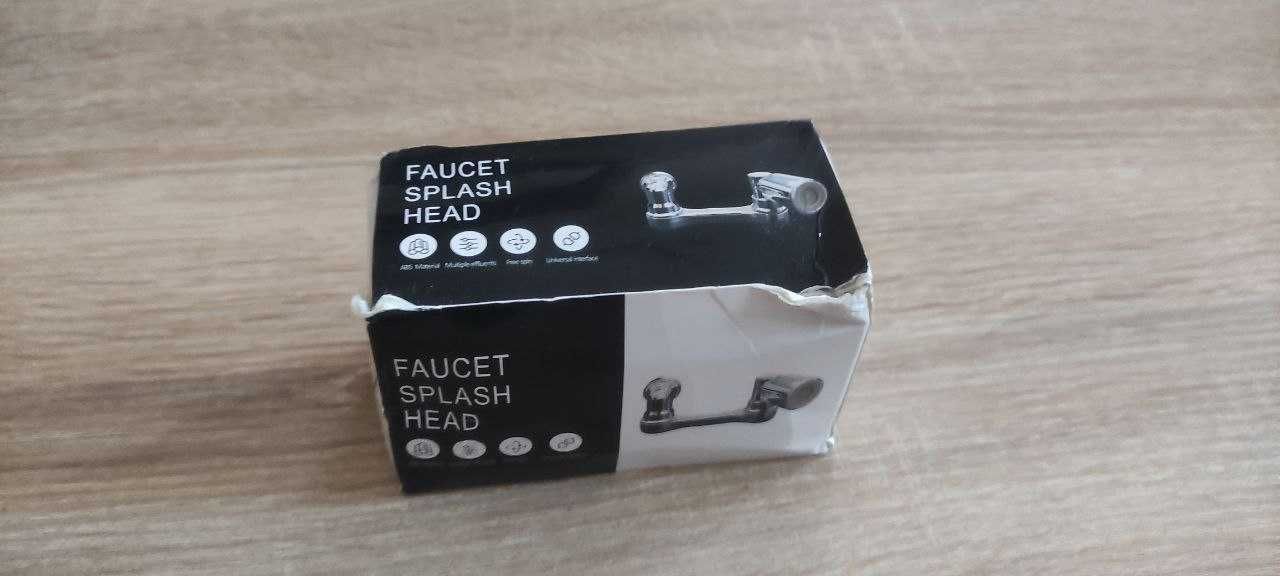 FAUCET
SPLASH
HEAD
ABS Material Multiple effluents Free spin Universal interface
FAUCET
SPLASH
HEAD